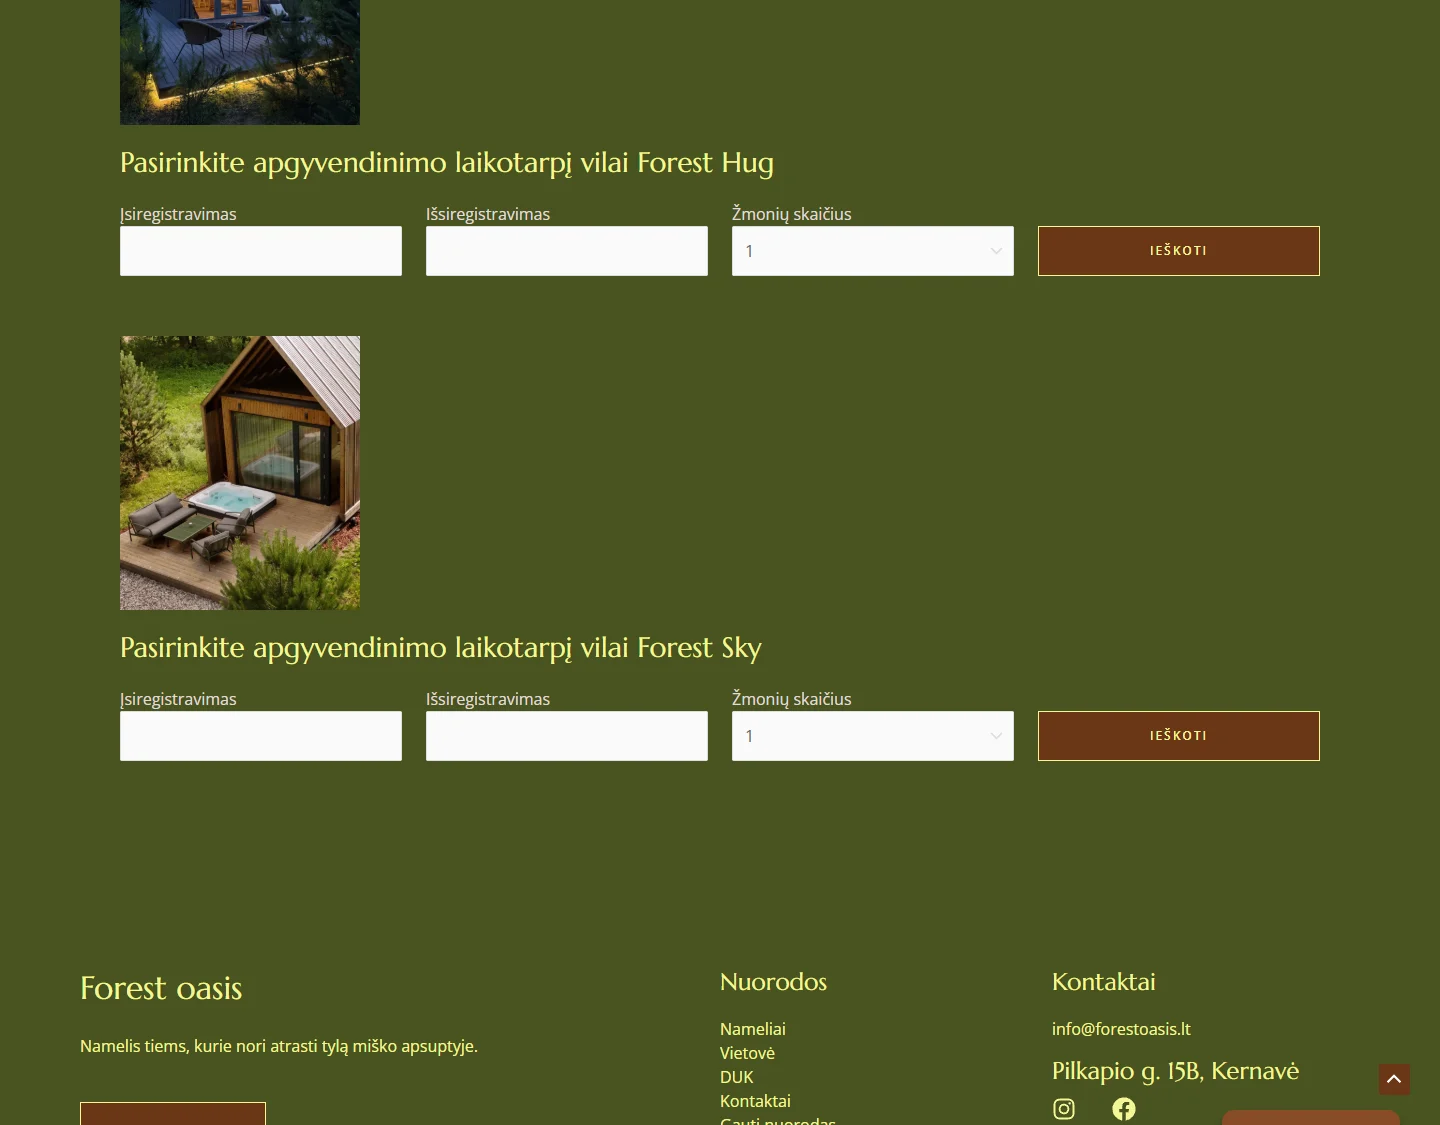 Pasirinkite apgyvendinimo laikotarpį vilai Forest Hug
Įsiregistravimas
Išsiregistravimas
Žmonių skaičius
1
IEŠKOTI
Pasirinkite apgyvendinimo laikotarpį vilai Forest Sky
Įsiregistravimas
Išsiregistravimas
Žmonių skaičius
1
IEŠKOTI
Forest oasis
Namelis tiems, kurie nori atrasti tylą miško apsuptyje.
Nuorodos
Nameliai
Vietovė
DUK
Kontaktai
Gauti nuorodas
Kontaktai
info@forestoasis.lt
Pilkapio g. 15B, Kernavė